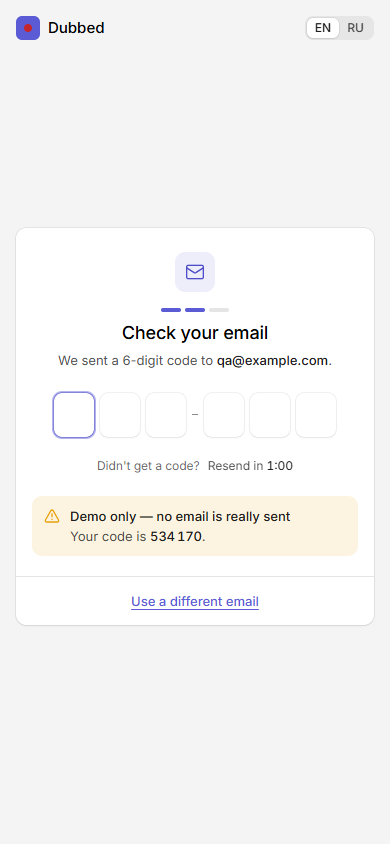 Dubbed
EN RU
Check your email
We sent a 6-digit code to qa@example.com.
–
Didn't get a code? Resend in 1:00
Demo only — no email is really sent
Your code is 534 170.
Use a different email